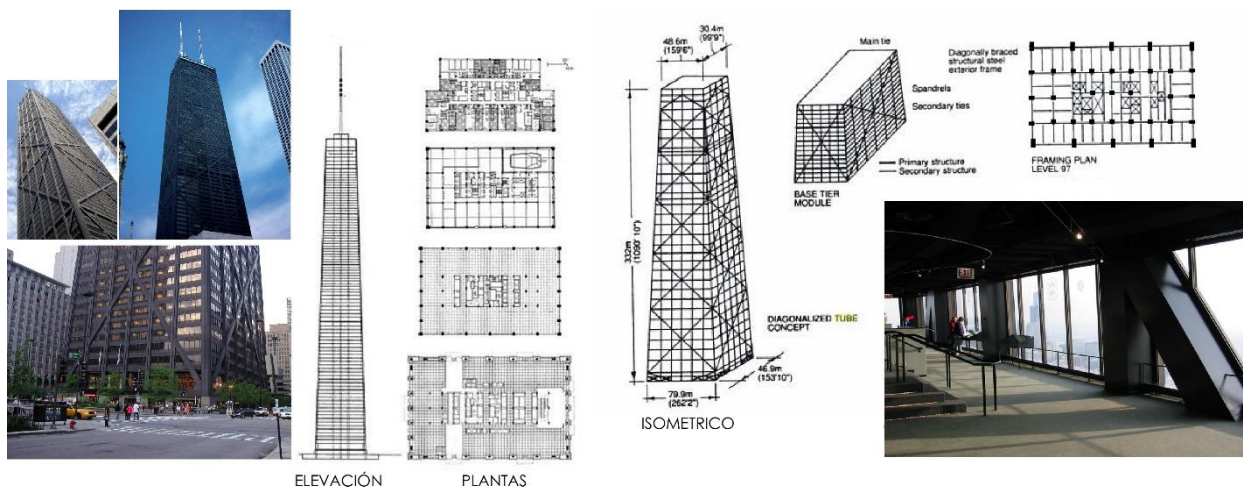 ELEVACIÓN
PLANTAS
48.6m
(159'6")
30.4m
(99'9")
332m
(1090' 10")
DIAGONALIZED TUBE
CONCEPT
46.9m
(153'10")
79.9m
(262'2")
ISOMETRICO
Main tie
Spandrels
Secondary ties
Primary structure
Secondary structure
BASE TIER
MODULE
Diagonally braced
structural steel
exterior frame
FRAMING PLAN
LEVEL 97
EXIT